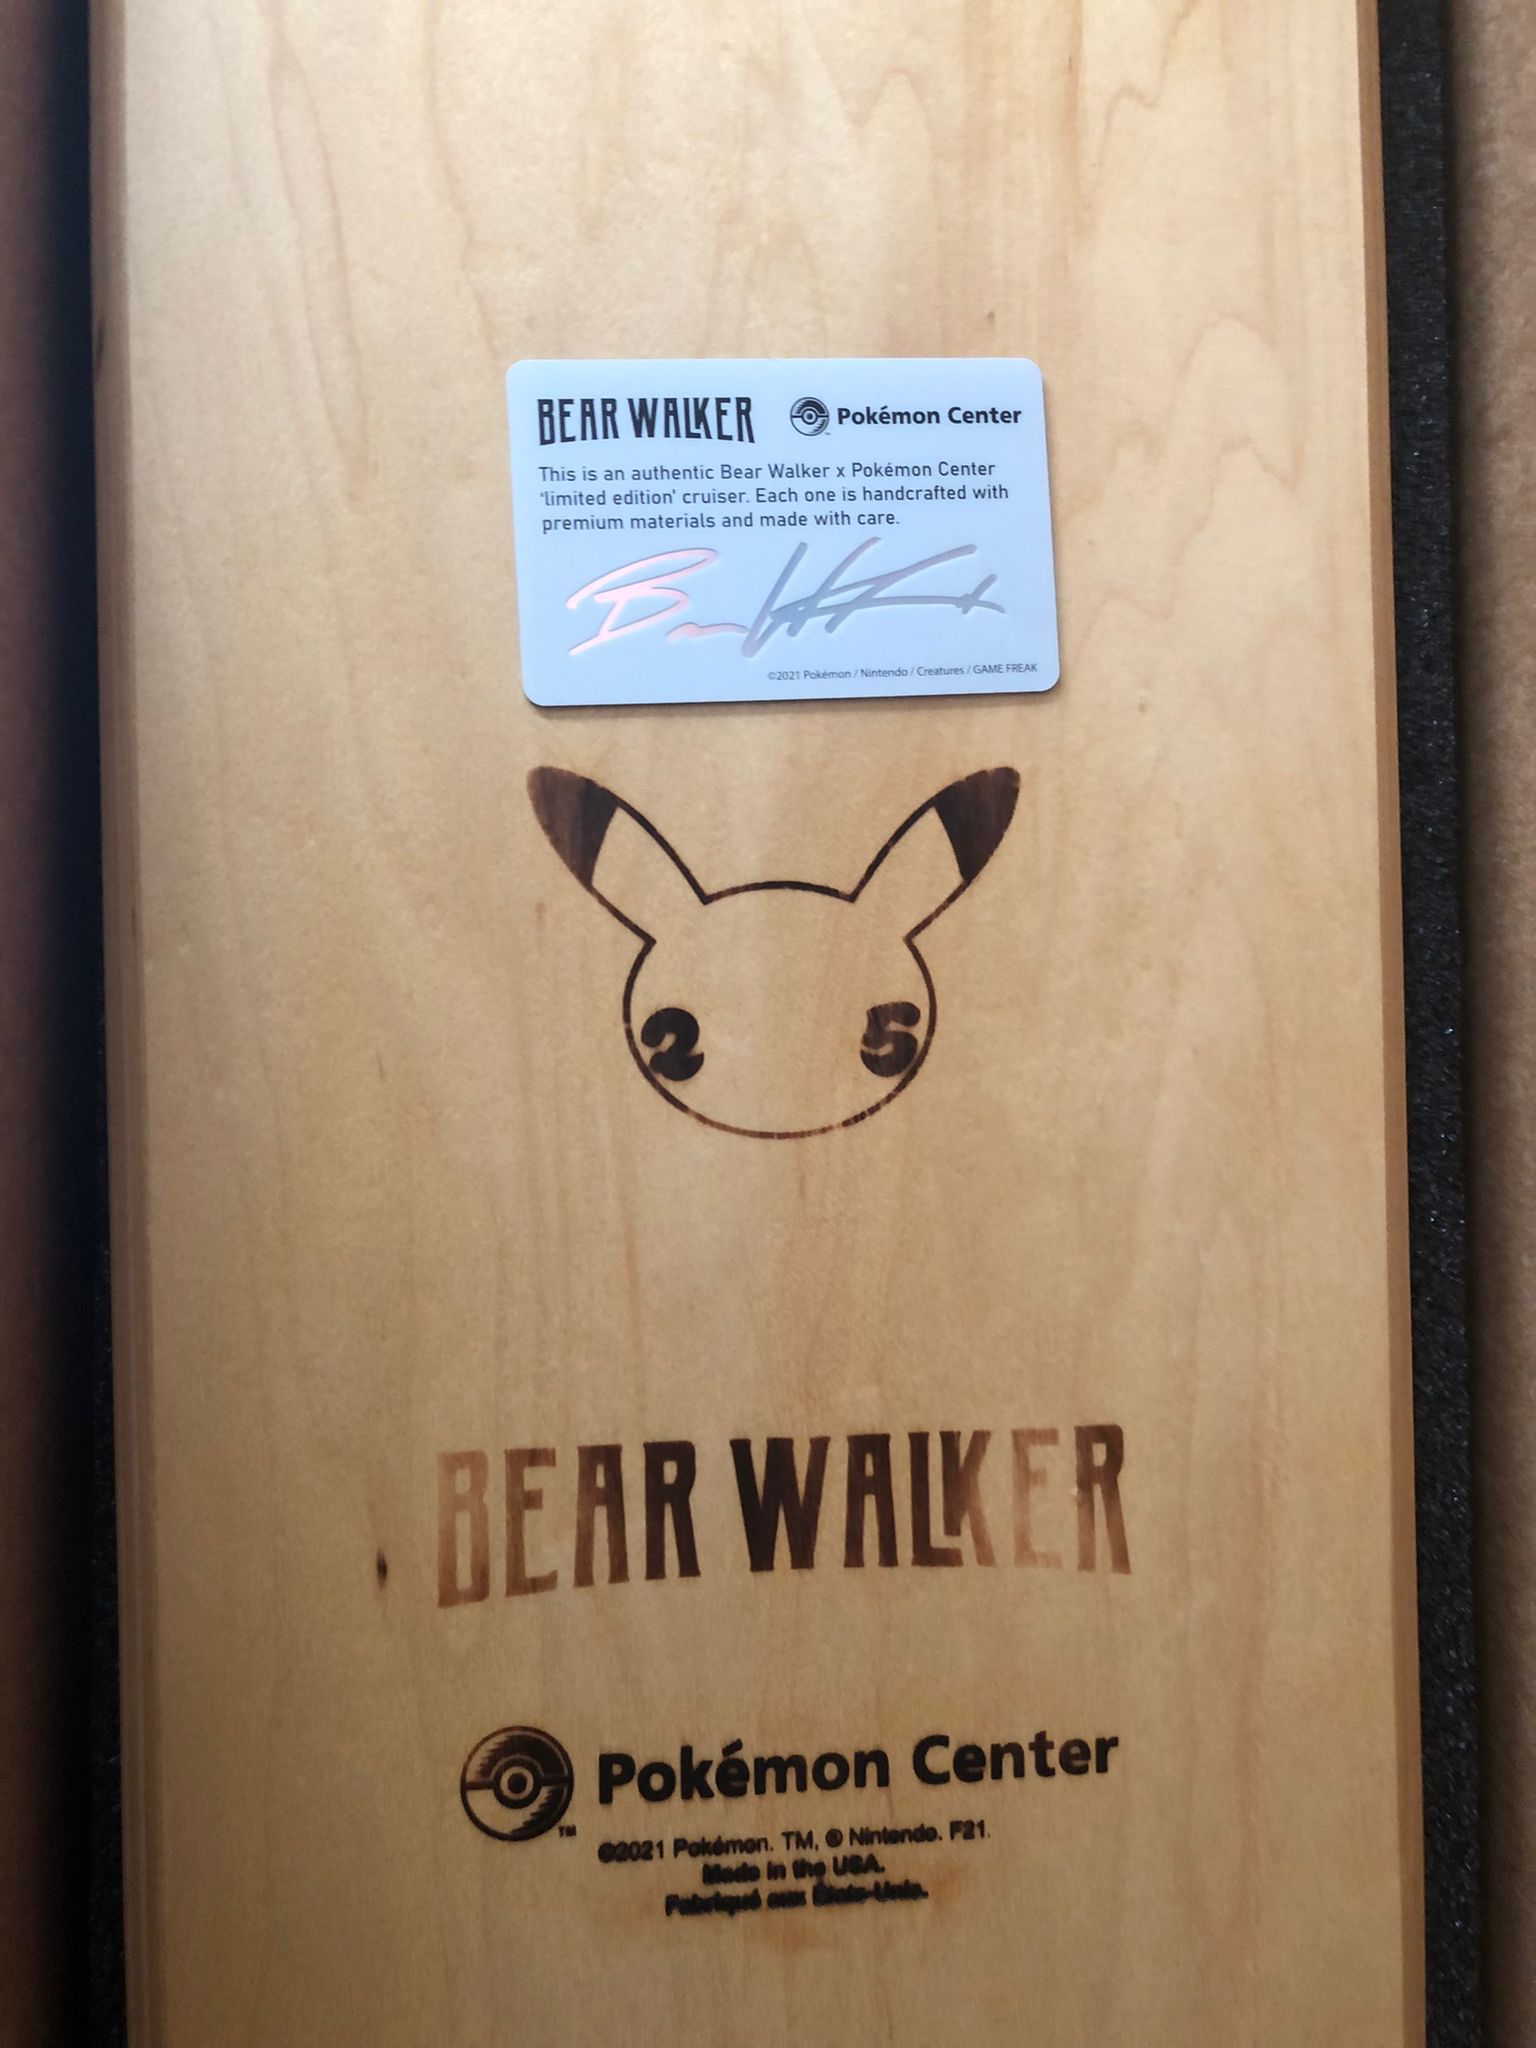 BEAR WALKER Pokémon Center
This is an authentic Bear Walker x Pokémon Center
'limited edition' cruiser. Each one is handcrafted with
premium materials and made with care.
©2021 Pokémon / Nintendo / Creatures / GAME FREAK
2 5
BEAR WALKER
Pokémon Center
TM
©2021 Pokémon. TM, ® Nintendo. F21.
Made in the USA.
Fabriqué aux États-Unis.